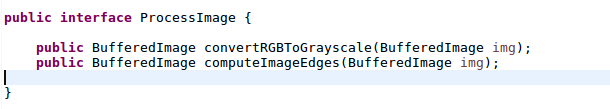 public interface ProcessImage {
    public BufferedImage convertRGBToGrayscale(BufferedImage img);
    public BufferedImage computeImageEdges(BufferedImage img);
}